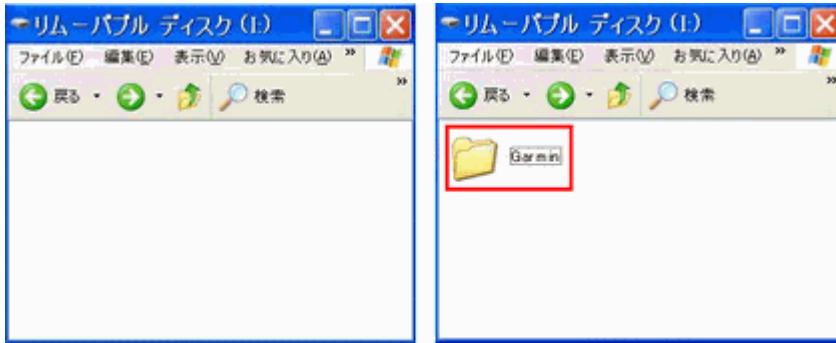 リムーバブル ディスク (I:)
ファイル(F) 編集(E) 表示(V) お気に入り(A) »
戻る 検索 »
リムーバブル ディスク (I:)
ファイル(F) 編集(E) 表示(V) お気に入り(A) »
戻る 検索 »
Garmin